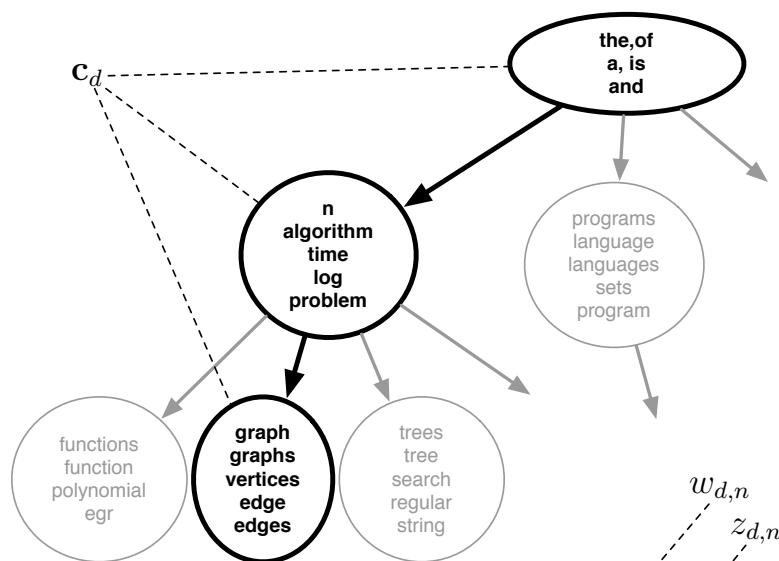 the,of
a, is
and
c_d
n
algorithm
time
log
problem
programs
language
languages
sets
program
functions
function
polynomial
egr
graph
graphs
vertices
edge
edges
trees
tree
search
regular
string
w_{d,n}
z_{d,n}